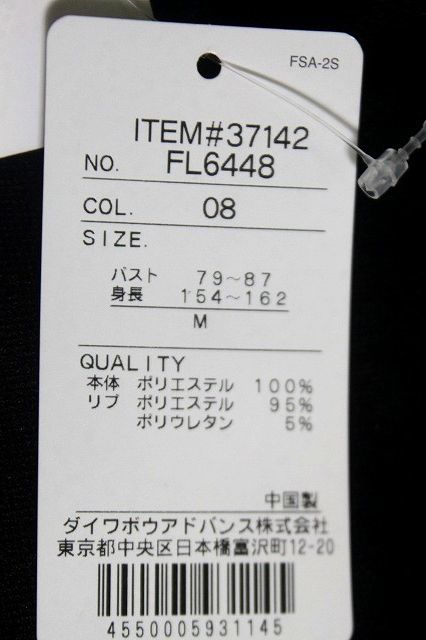 FSA-2S
ITEM#37142
NO. FL6448
COL. 08
SIZE.
バスト 79～87
身長 154～162
M
QUALITY
本体 ポリエステル 100%
リブ ポリエステル 95%
ポリウレタン 5%
中国製
ダイワボウアドバンス株式会社
東京都中央区日本橋富沢町12-20
4550005931145